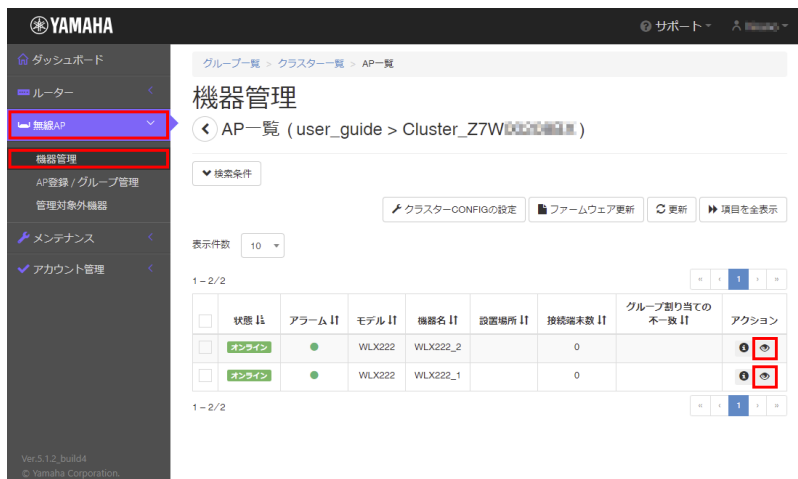 YAMAHA
サポート
ダッシュボード
ルーター
無線AP
機器管理
AP登録 / グループ管理
管理対象外機器
メンテナンス
アカウント管理
Ver.5.1.2_build4
© Yamaha Corporation.
グループ一覧 > クラスター一覧 > AP一覧
機器管理
AP一覧 ( user_guide > Cluster_Z7W )
検索条件
クラスターCONFIGの設定 ファームウェア更新 更新 項目を全表示
表示件数 10
1 – 2/2 « ‹ 1 › »
状態 アラーム モデル 機器名 設置場所 接続端末数 グループ割り当ての不一致 アクション
オンライン WLX222 WLX222_2 0
オンライン WLX222 WLX222_1 0
1 – 2/2 « ‹ 1 › »